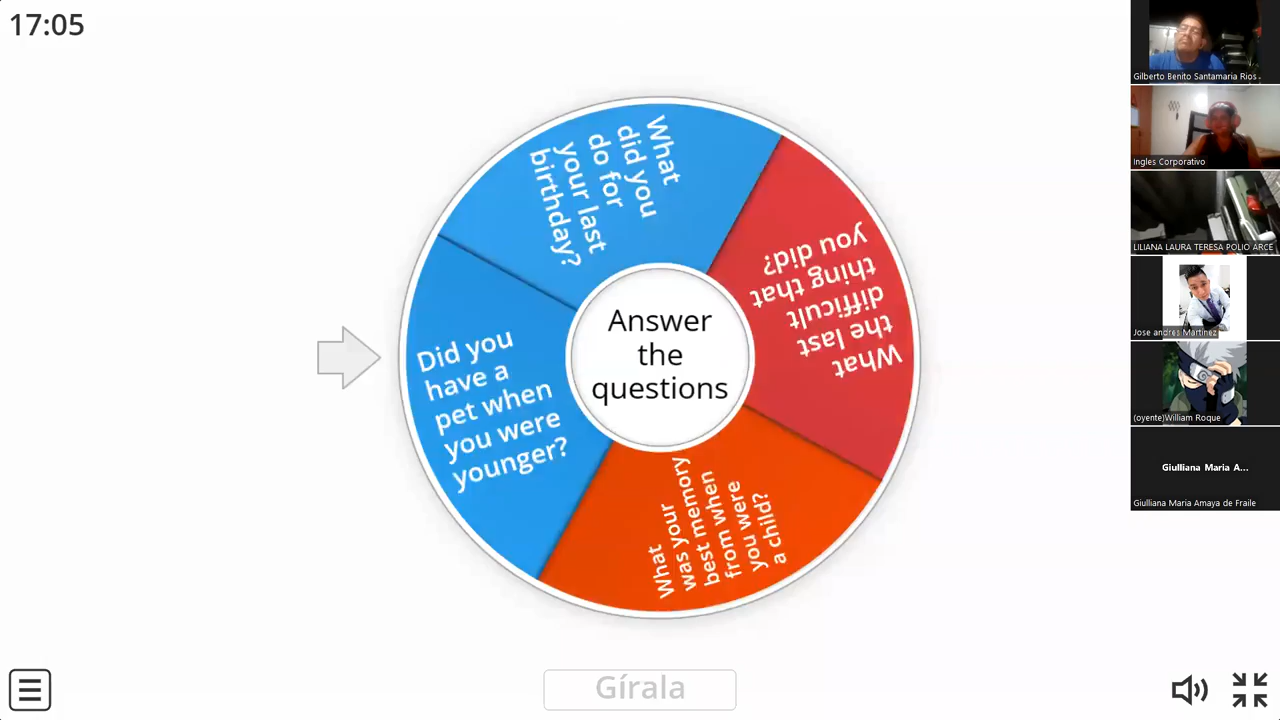 17:05
What
did you
do for
your last
birthday?
What
the last
difficult
thing that
you did?
Did you
have a
pet when
you were
younger?
What
was your
best memory
from when
you were
a child?
Answer
the
questions
Gírala
Gilberto Benito Santamaria Rios
Ingles Corporativo
LILIANA LAURA TERESA POLIO ARCE
Jose andres Martinez
(oyente)William Roque
Giulliana Maria A...
Giulliana Maria Amaya de Fraile